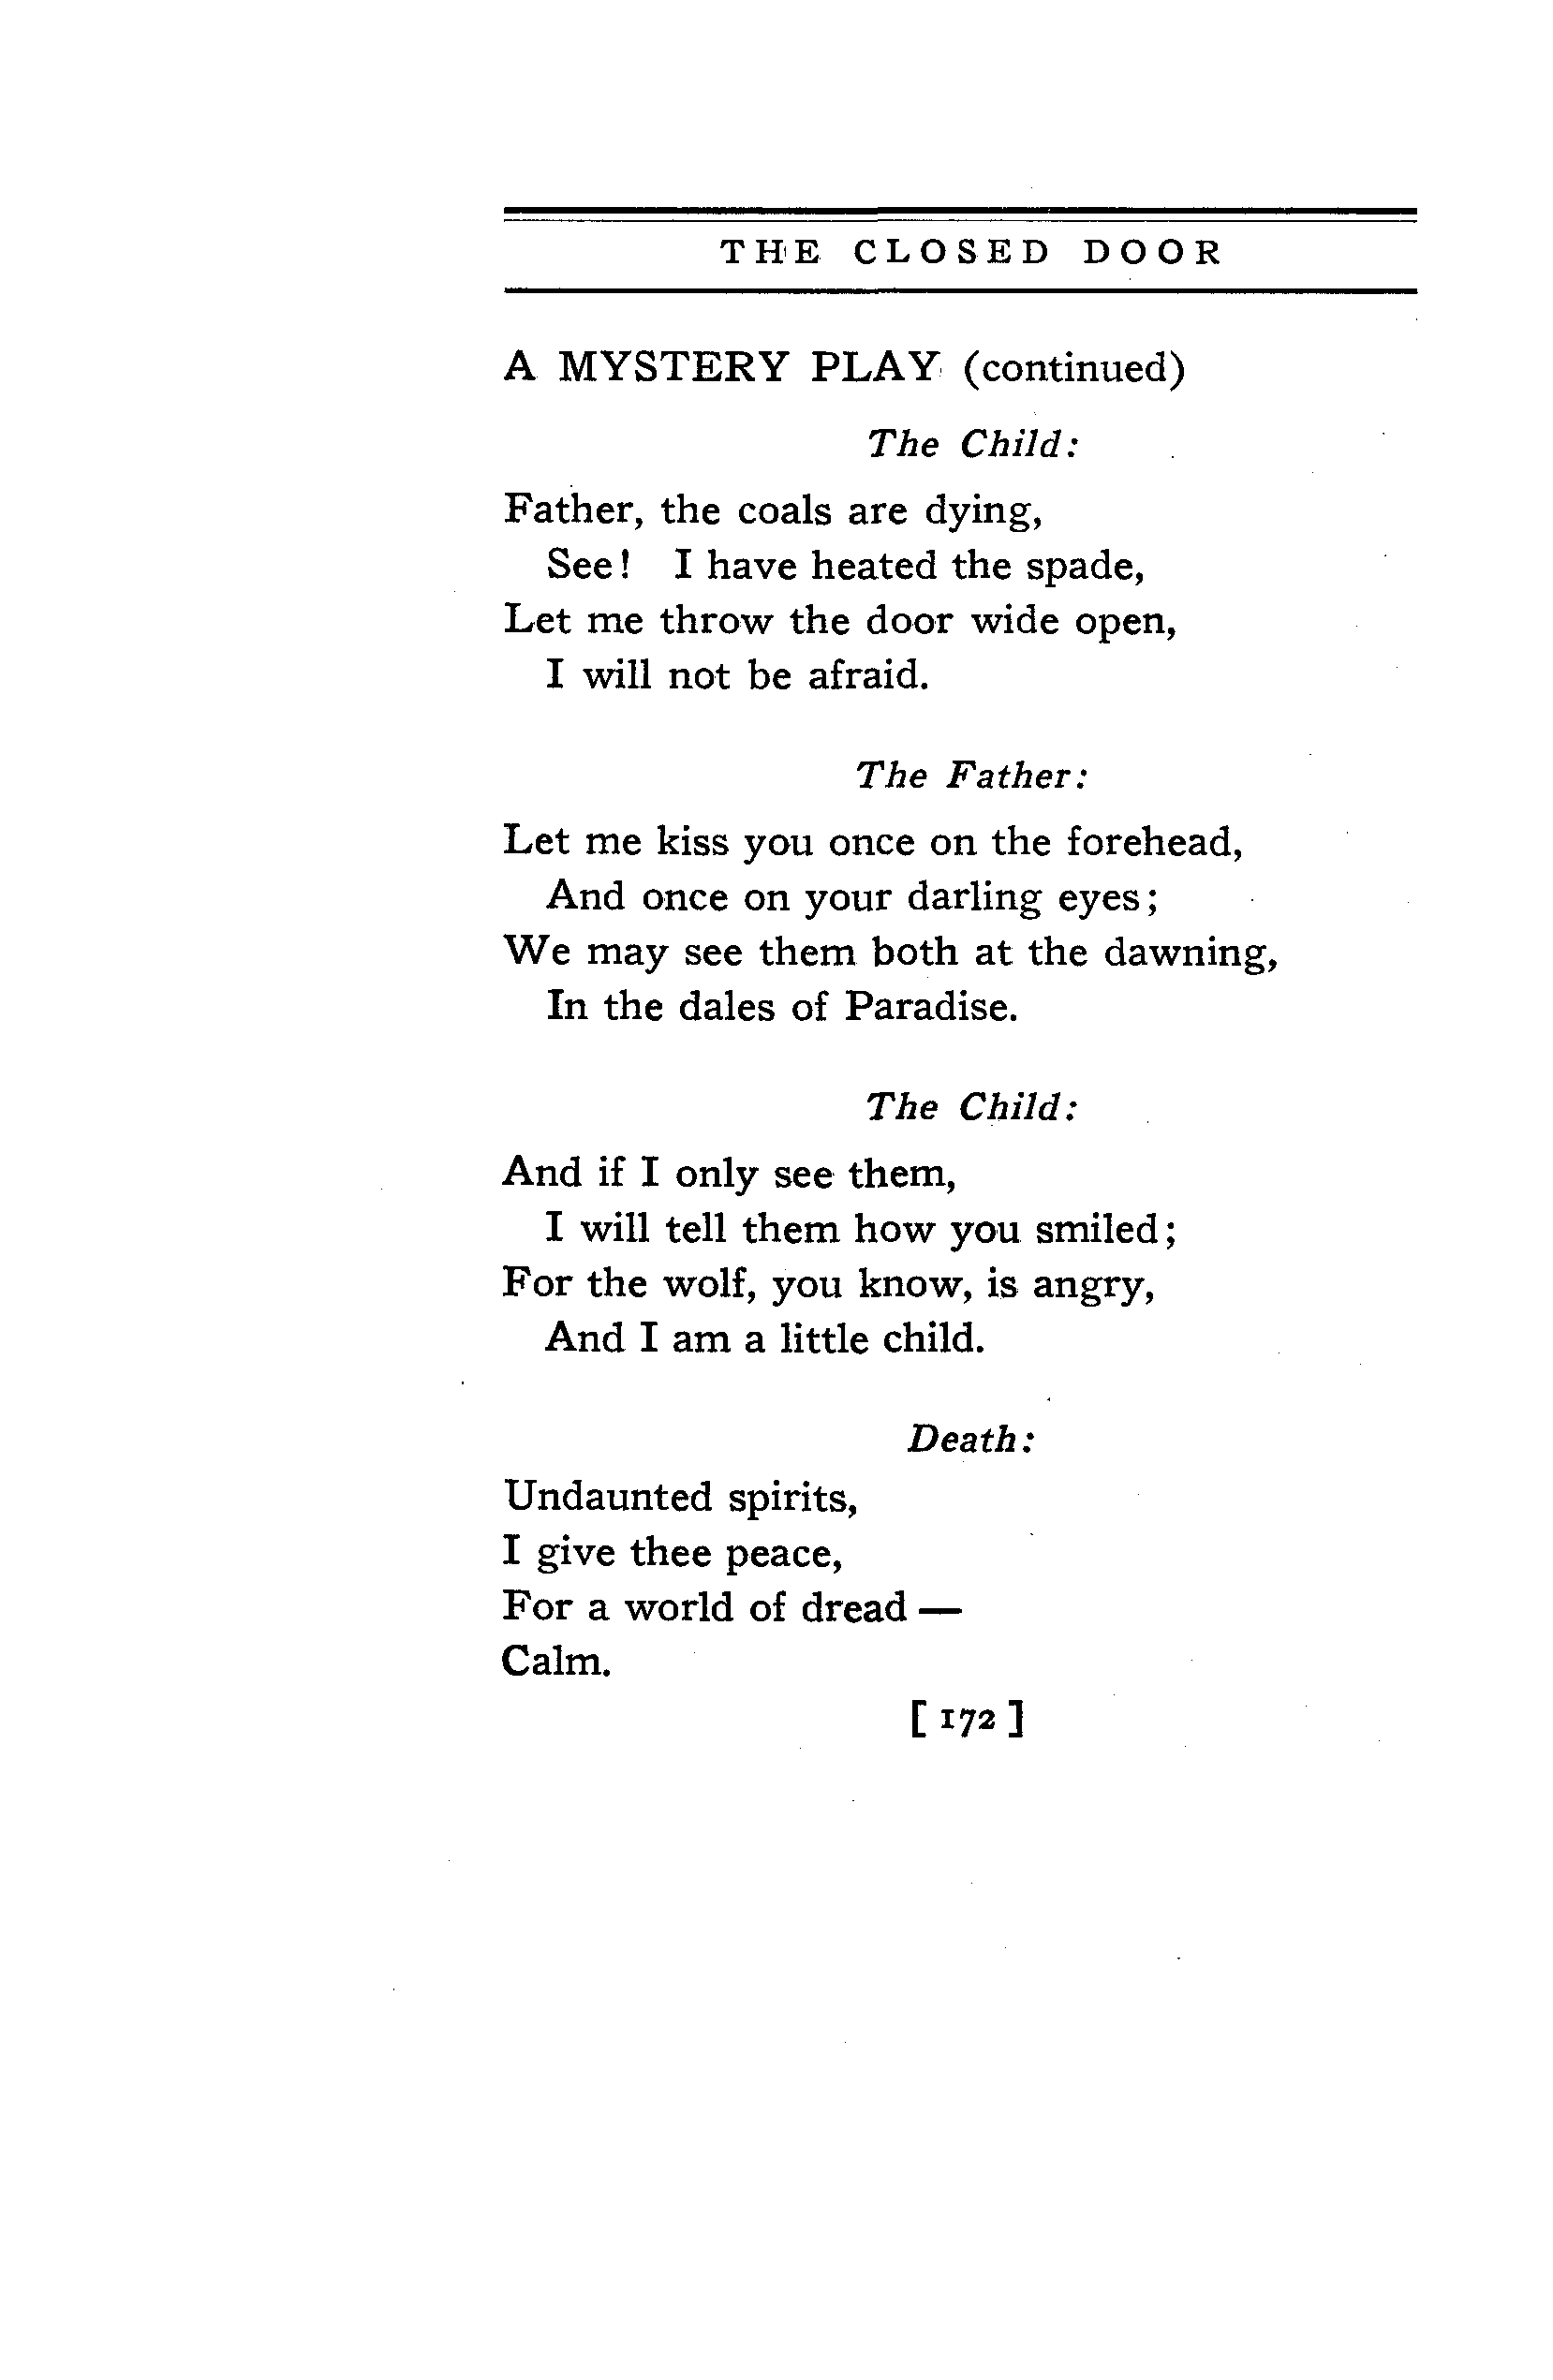 THE CLOSED DOOR
A MYSTERY PLAY (continued)
The Child:
Father, the coals are dying,
See! I have heated the spade,
Let me throw the door wide open,
I will not be afraid.
The Father:
Let me kiss you once on the forehead,
And once on your darling eyes;
We may see them both at the dawning,
In the dales of Paradise.
The Child:
And if I only see them,
I will tell them how you smiled;
For the wolf, you know, is angry,
And I am a little child.
Death:
Undaunted spirits,
I give thee peace,
For a world of dread —
Calm.
[ 172 ]